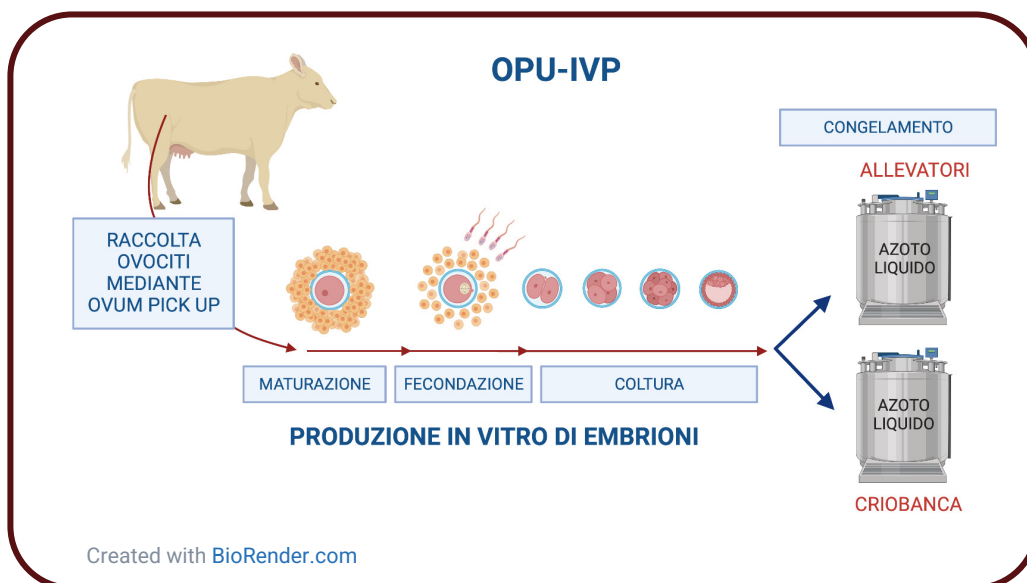 OPU-IVP
CONGELAMENTO
ALLEVATORI
RACCOLTA
OVOCITI
MEDIANTE
OVUM PICK UP
AZOTO
LIQUIDO
MATURAZIONE
FECONDAZIONE
COLTURA
AZOTO
LIQUIDO
PRODUZIONE IN VITRO DI EMBRIONI
CRIOBANCA
Created with BioRender.com